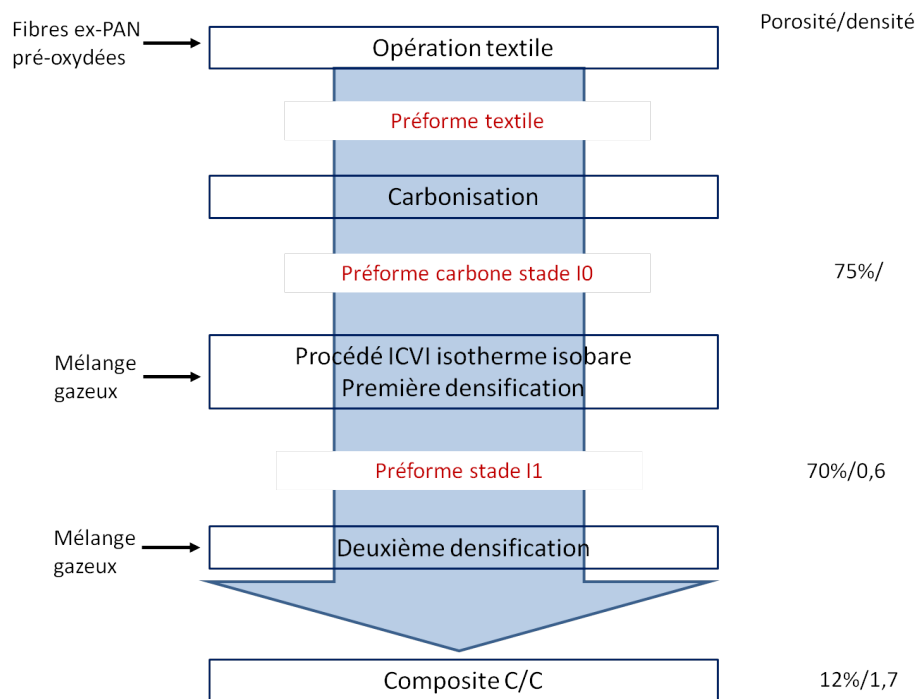 Fibres ex-PAN
pré-oxydées
Opération textile
Porosité/densité
Préforme textile
Carbonisation
Préforme carbone stade I0
75%/
Mélange
gazeux
Procédé ICVI isotherme isobare
Première densification
Préforme stade I1
70%/0,6
Mélange
gazeux
Deuxième densification
Composite C/C
12%/1,7